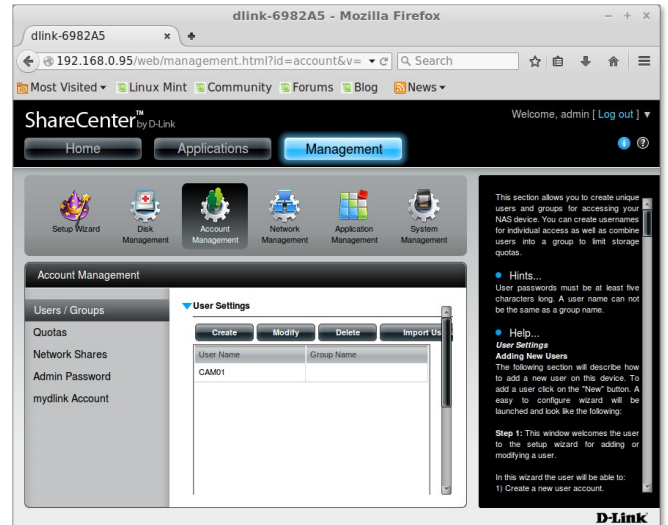 dlink-6982A5 - Mozilla Firefox
dlink-6982A5
192.168.0.95/web/management.html?id=account&v=
Search
Most Visited
Linux Mint
Community
Forums
Blog
News
ShareCenter™ by D-Link
Welcome, admin [ Log out ]
Home
Applications
Management
Setup Wizard
Disk
Management
Account
Management
Network
Management
Application
Management
System
Management
Account Management
Users / Groups
Quotas
Network Shares
Admin Password
mydlink Account
User Settings
Create
Modify
Delete
Import Us
User Name
Group Name
CAM01
This section allows you to create unique
users and groups for accessing your
NAS device. You can create usernames
for individual access as well as combine
users into a group to limit storage
quotas.
Hints...
User passwords must be at least five
characters long. A user name can not
be the same as a group name.
Help...
User Settings
Adding New Users
The following section will describe how
to add a new user on this device. To
add a user click on the "New" button. A
easy to configure wizard will be
launched and look like the following:
Step 1: This window welcomes the user
to the setup wizard for adding or
modifying a user.
In this wizard the user will be able to:
1) Create a new user account.
D-Link